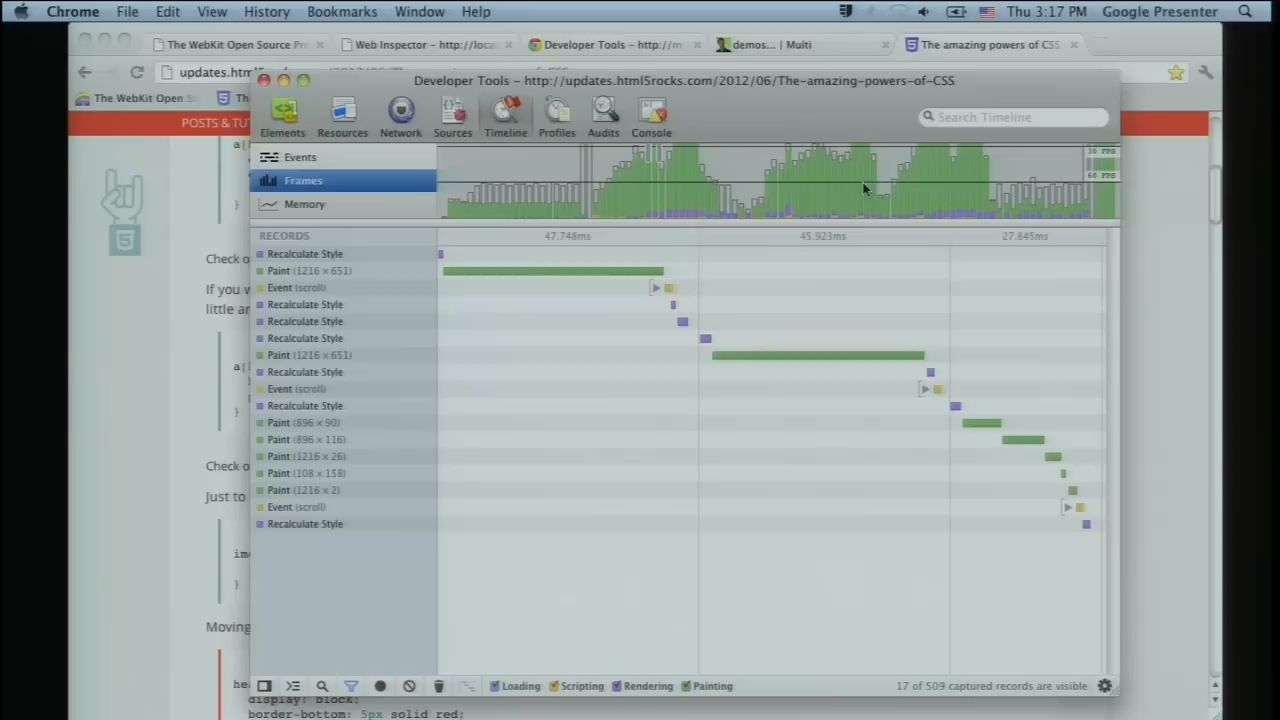 Chrome File Edit View History Bookmarks Window Help Thu 3:17 PM Google Presenter
The WebKit Open Source Pr Web Inspector – http://loca Developer Tools – http://m demos... | Multi The amazing powers of CSS
updates.html
The WebKit Open S
Developer Tools – http://updates.html5rocks.com/2012/06/The-amazing-powers-of-CSS
Elements Resources Network Sources Timeline Profiles Audits Console Search Timeline
POSTS & TU
Events
Frames
Memory
30 FPS
60 FPS
RECORDS 47.748ms 45.923ms 27.845ms
Recalculate Style
Paint (1216 × 651)
Event (scroll)
Recalculate Style
Recalculate Style
Recalculate Style
Paint (1216 × 651)
Recalculate Style
Event (scroll)
Recalculate Style
Paint (896 × 90)
Paint (896 × 116)
Paint (1216 × 26)
Paint (108 × 158)
Paint (1216 × 2)
Event (scroll)
Recalculate Style
a(
}
Check o
If you w
little ar
a(
}
Check o
Just to
im
}
Moving
he
Loading Scripting Rendering Painting 17 of 509 captured records are visible
display: block;
border-bottom: 5px solid red;